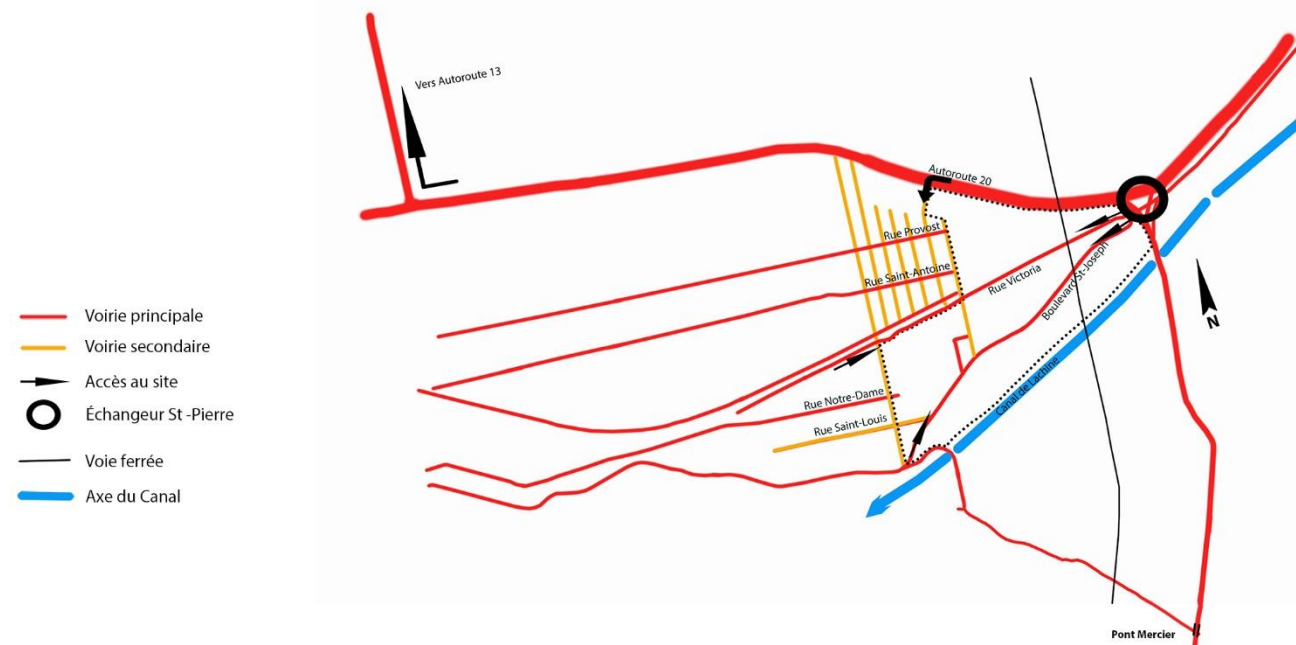 Vers Autoroute 13
Autoroute 20
Rue Provost
Rue Saint-Antoine
Rue Victoria
Boulevard St-Joseph
N
Voirie principale
Voirie secondaire
Accès au site
Échangeur St -Pierre
Voie ferrée
Axe du Canal
Rue Notre-Dame
Rue Saint-Louis
Canal de Lachine
Pont Mercier